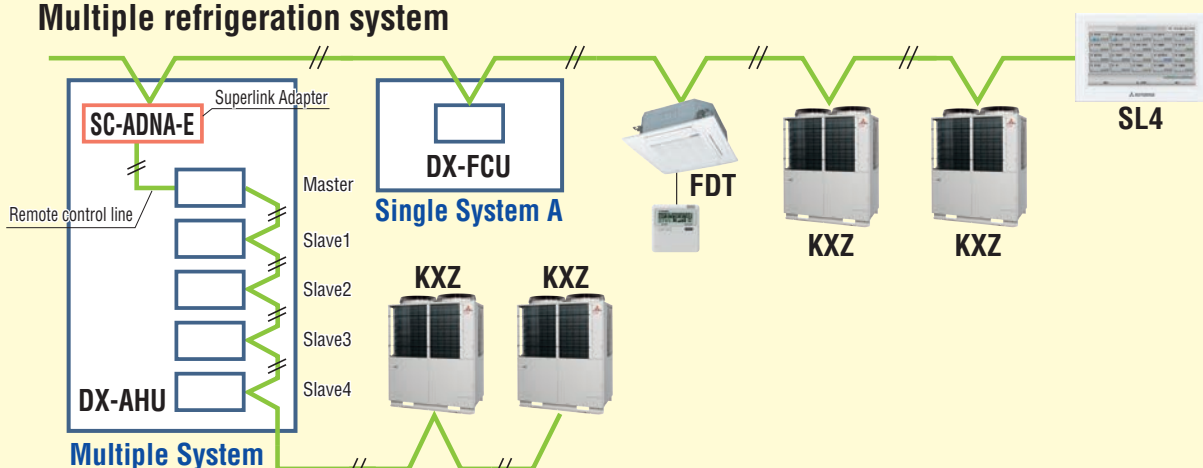 Multiple refrigeration system
Superlink Adapter
SC-ADNA-E
Remote control line
Master
Slave1
Slave2
Slave3
Slave4
DX-AHU
Multiple System
DX-FCU
Single System A
FDT
KXZ
KXZ
SL4
KXZ
KXZ